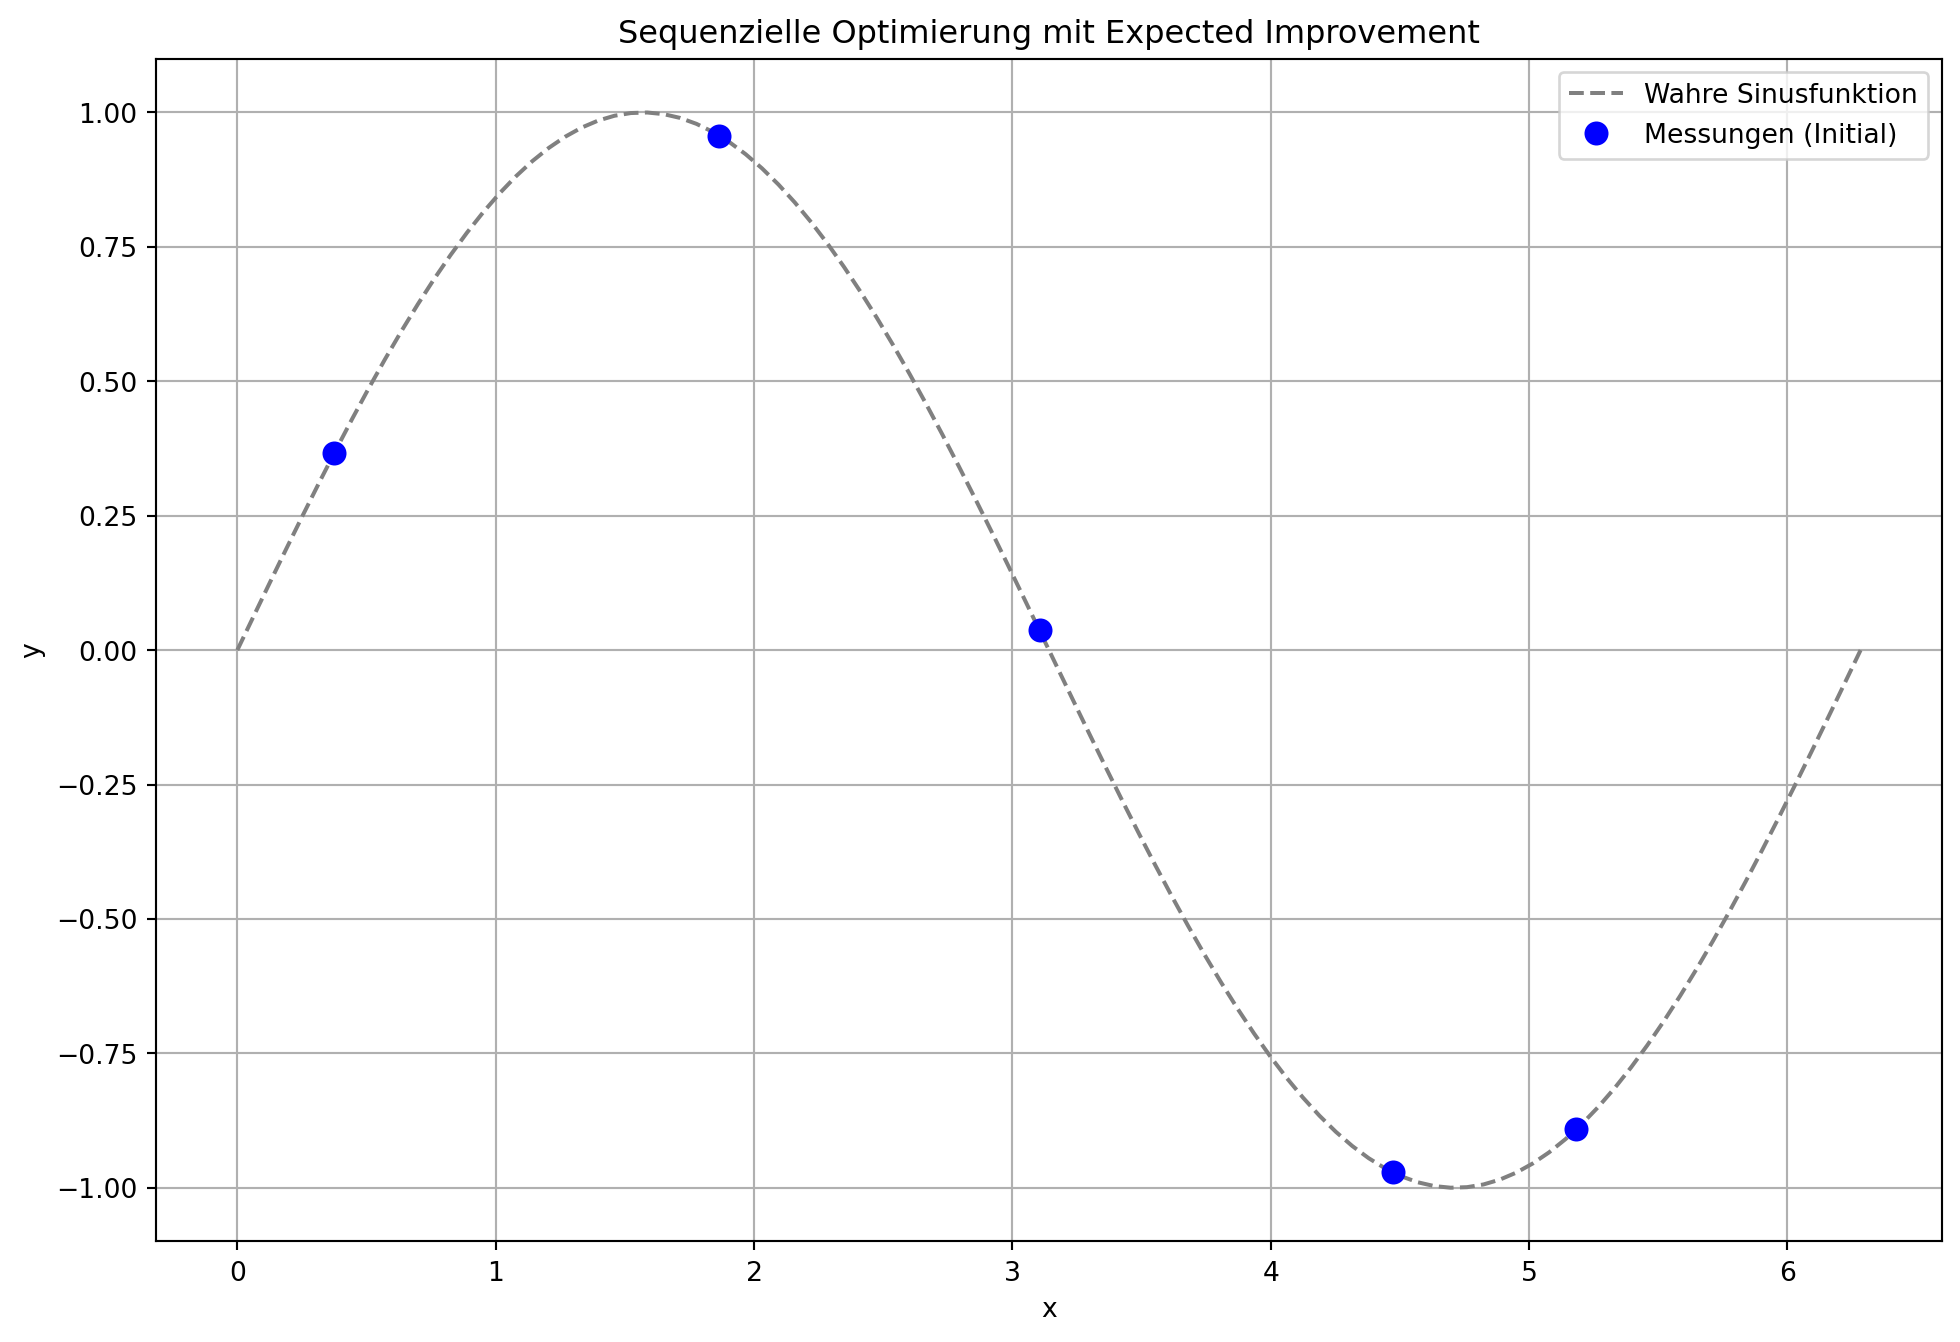 Sequenzielle Optimierung mit Expected Improvement
Wahre Sinusfunktion
Messungen (Initial)
1.00
0.75
0.50
0.25
0.00
−0.25
−0.50
−0.75
−1.00
y
0 1 2 3 4 5 6
x